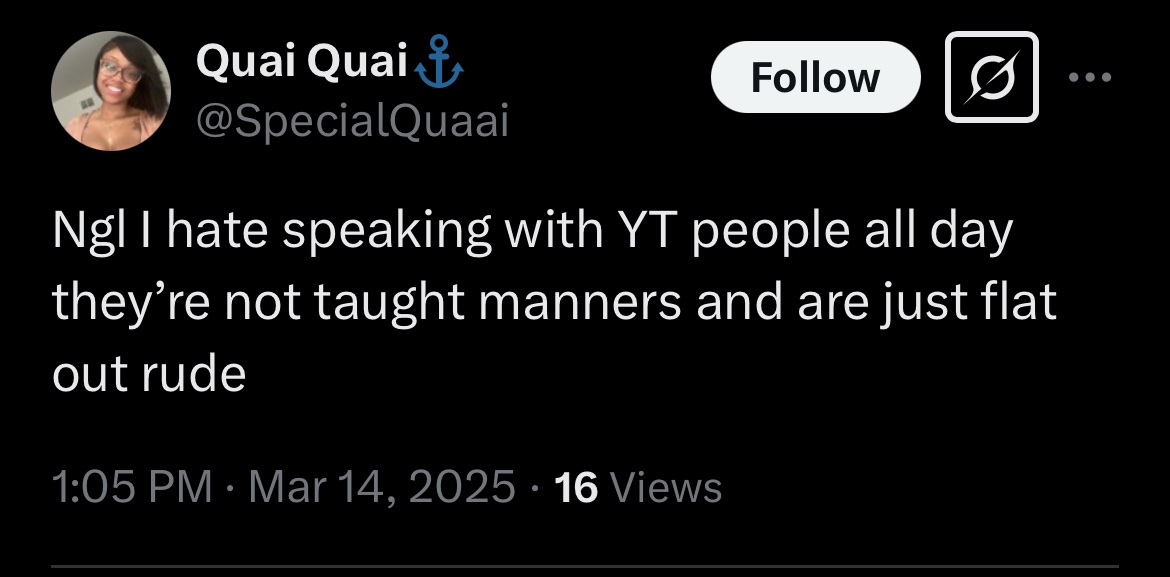 Quai Quai⚓
@SpecialQuaai
Follow
Ngl I hate speaking with YT people all day
they’re not taught manners and are just flat
out rude
1:05 PM · Mar 14, 2025 · 16 Views